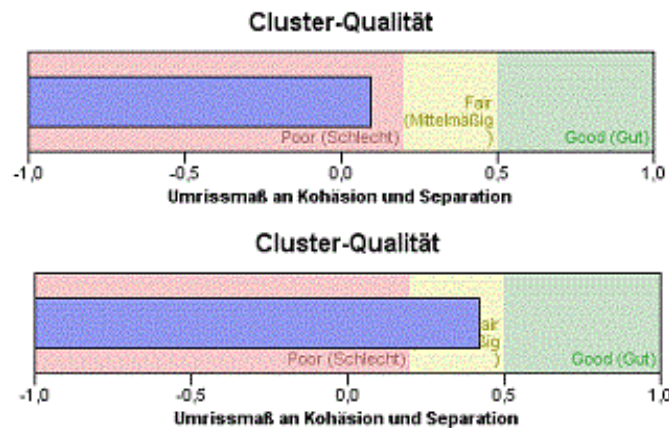 Cluster-Qualität
Fair
(Mittelmäßig
)
Poor (Schlecht)
Good (Gut)
-1,0 -0,5 0,0 0,5 1,0
Umrissmaß an Kohäsion und Separation
Cluster-Qualität
air
ßig
)
Poor (Schlecht)
Good (Gut)
-1,0 -0,5 0,0 0,5 1,0
Umrissmaß an Kohäsion und Separation